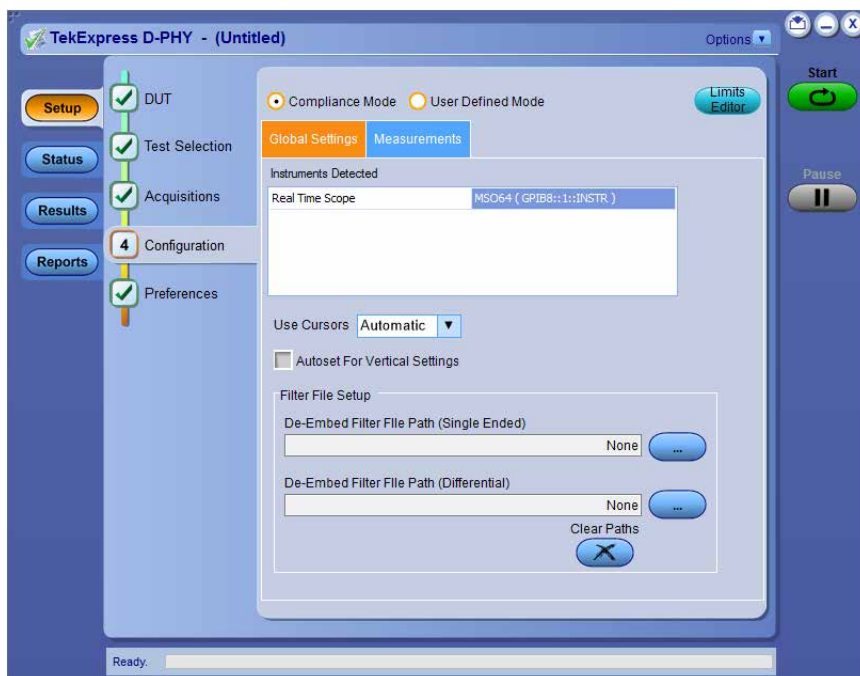 TekExpress D-PHY - (Untitled)
Options
Start
Pause
Setup
Status
Results
Reports
DUT
Test Selection
Acquisitions
4 Configuration
Preferences
Compliance Mode User Defined Mode
Limits
Editor
Global Settings Measurements
Instruments Detected
Real Time Scope MSO64 ( GPIB8::1::INSTR )
Use Cursors Automatic
Autoset For Vertical Settings
Filter File Setup
De-Embed Filter FIle Path (Single Ended)
None ...
De-Embed Filter FIle Path (Differential)
None ...
Clear Paths
Ready.